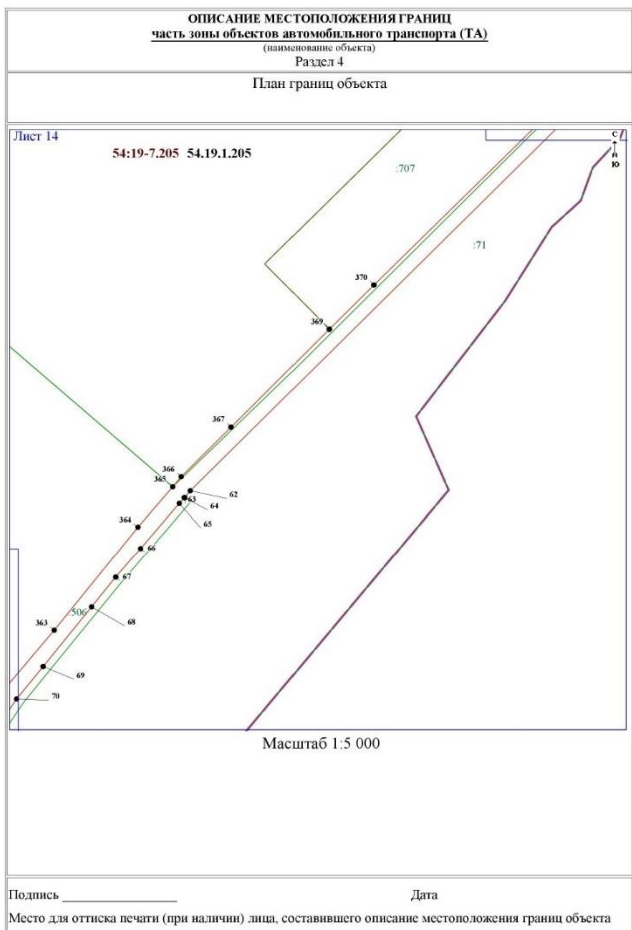 ОПИСАНИЕ МЕСТОПОЛОЖЕНИЯ ГРАНИЦ
часть зоны объектов автомобильного транспорта (ТА)
(наименование объекта)
Раздел 4
План границ объекта
Лист 14
С
54:19-7.205 54.19.1.205
Ю
:707
:71
370
369
367
366
365
62
63
64
65
364
66
67
:506
68
363
69
70
Масштаб 1:5 000
Подпись ____________________ Дата
Место для оттиска печати (при наличии) лица, составившего описание местоположения границ объекта